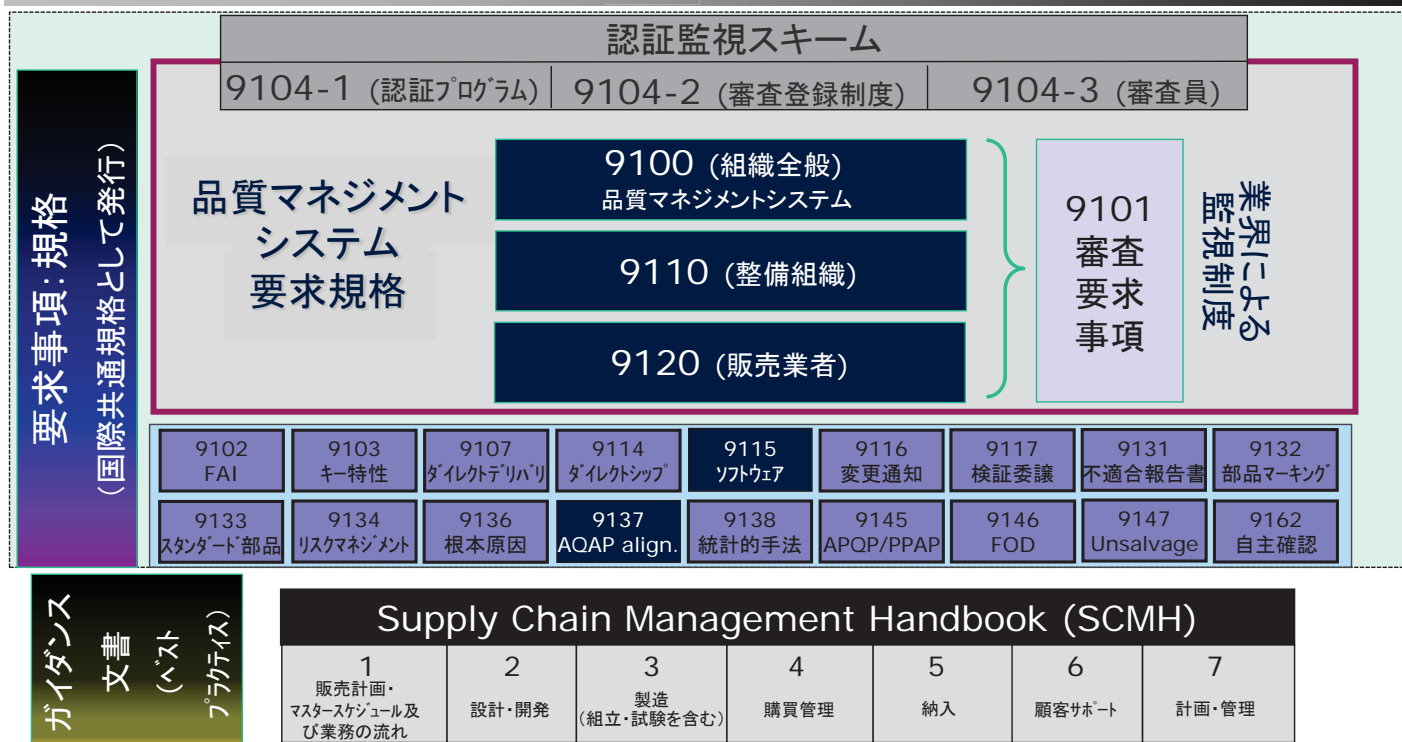 認証監視スキーム
9104-1 (認証ﾌﾟﾛｸﾞﾗﾑ)
9104-2 (審査登録制度)
9104-3 (審査員)
要求事項：規格
（国際共通規格として発行）
品質マネジメント
システム
要求規格
9100 (組織全般)
品質マネジメントシステム
9110 (整備組織)
9120 (販売業者)
9101
審査
要求
事項
業界による
監視制度
9102
FAI
9103
キー特性
9107
ﾀﾞｲﾚｸﾄﾃﾞﾘﾊﾞﾘ
9114
ﾀﾞｲﾚｸﾄｼｯﾌﾟ
9115
ｿﾌﾄｳｪｱ
9116
変更通知
9117
検証委譲
9131
不適合報告書
9132
部品ﾏｰｷﾝｸﾞ
9133
ｽﾀﾝﾀﾞｰﾄﾞ部品
9134
ﾘｽｸﾏﾈｼﾞﾒﾝﾄ
9136
根本原因
9137
AQAP align.
9138
統計的手法
9145
APQP/PPAP
9146
FOD
9147
Unsalvage
9162
自主確認
ガイダンス
文書
（ﾍﾞｽﾄ
ﾌﾟﾗｸﾃｨｽ）
Supply Chain Management Handbook (SCMH)
1
販売計画・
ﾏｽﾀｰｽｹｼﾞｭｰﾙ及
び業務の流れ
2
設計・開発
3
製造
(組立・試験を含む)
4
購買管理
5
納入
6
顧客ｻﾎﾟｰﾄ
7
計画・管理